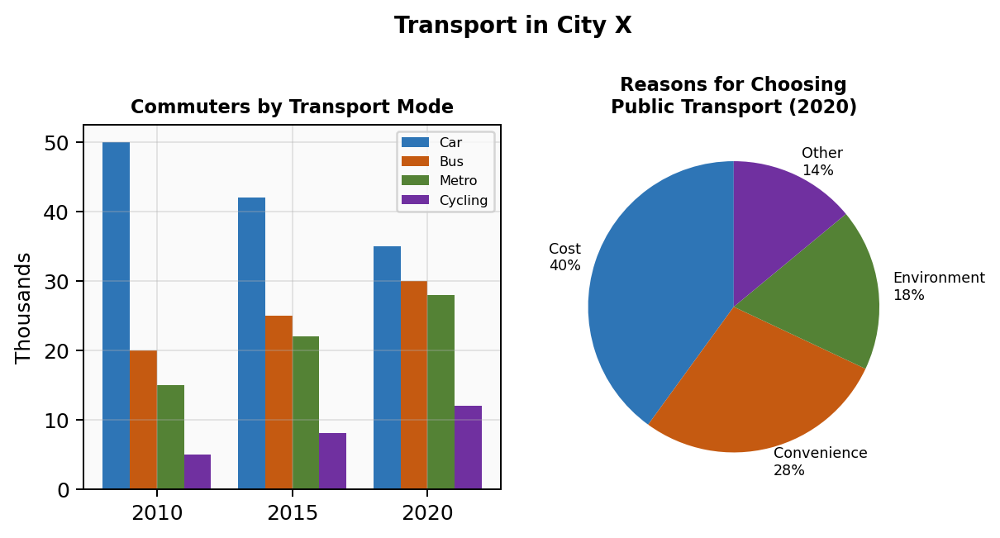 Transport in City X
Commuters by Transport Mode
Thousands
50
40
30
20
10
0
2010
2015
2020
Car
Bus
Metro
Cycling
Reasons for Choosing
Public Transport (2020)
Other
14%
Cost
40%
Environment
18%
Convenience
28%